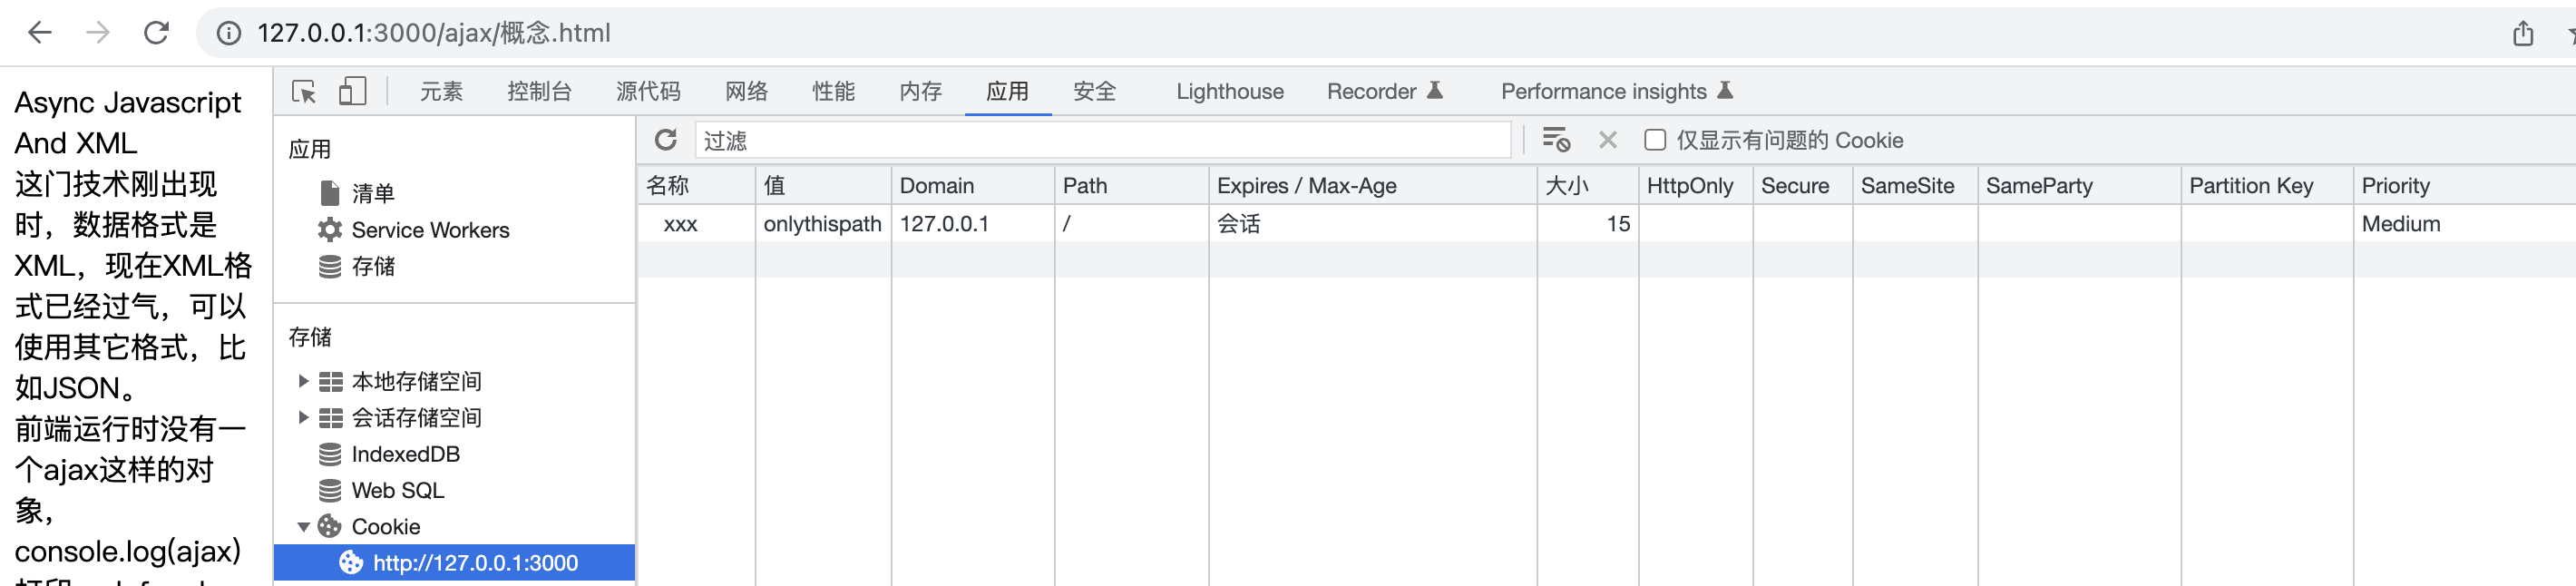 127.0.0.1:3000/ajax/概念.html
Async Javascript
And XML
这门技术刚出现
时，数据格式是
XML，现在XML格
式已经过气，可以
使用其它格式，比
如JSON。
前端运行时没有一
个ajax这样的对
象，
console.log(ajax)
元素 控制台 源代码 网络 性能 内存 应用 安全 Lighthouse Recorder Performance insights
应用
清单
Service Workers
存储
存储
本地存储空间
会话存储空间
IndexedDB
Web SQL
Cookie
http://127.0.0.1:3000
过滤 仅显示有问题的 Cookie
名称 值 Domain Path Expires / Max-Age 大小 HttpOnly Secure SameSite SameParty Partition Key Priority
xxx onlythispath 127.0.0.1 / 会话 15 Medium